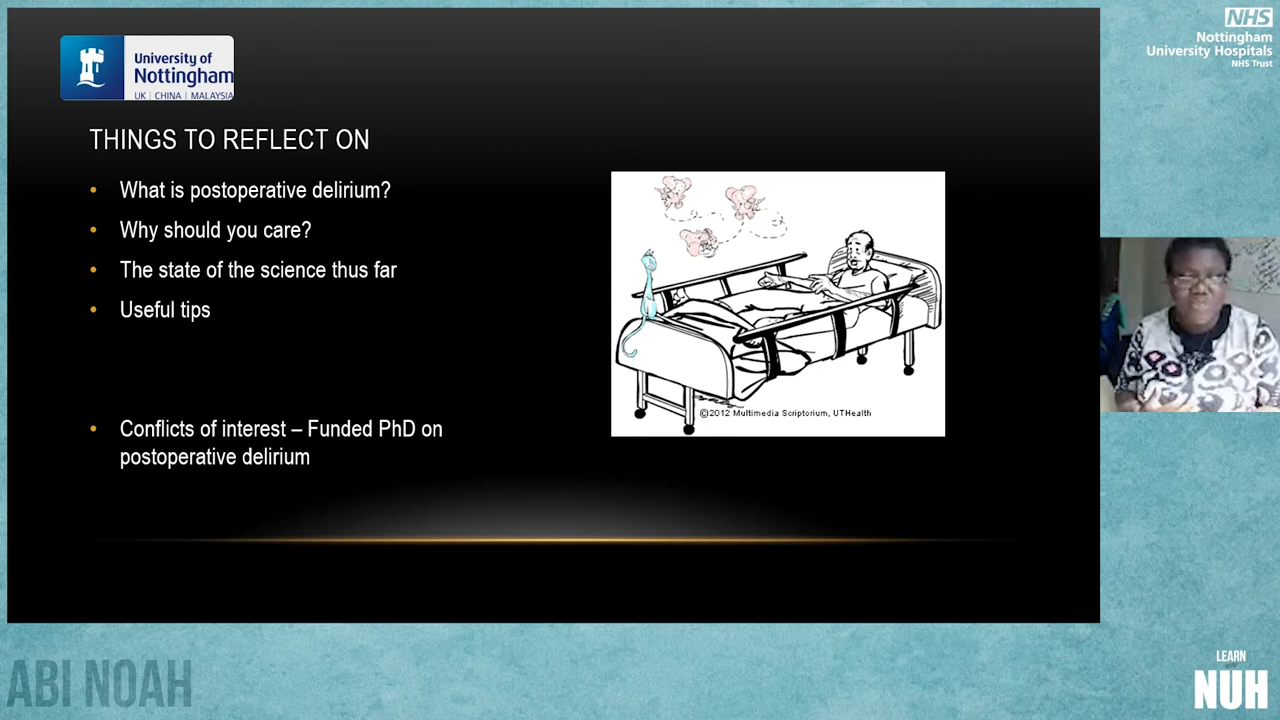 University of
Nottingham
UK | CHINA | MALAYSIA
THINGS TO REFLECT ON
• What is postoperative delirium?
• Why should you care?
• The state of the science thus far
• Useful tips
• Conflicts of interest – Funded PhD on
postoperative delirium
©2012 Multimedia Scriptorium, UTHealth
NHS
Nottingham
University Hospitals
NHS Trust
ABI NOAH
LEARN
NUH